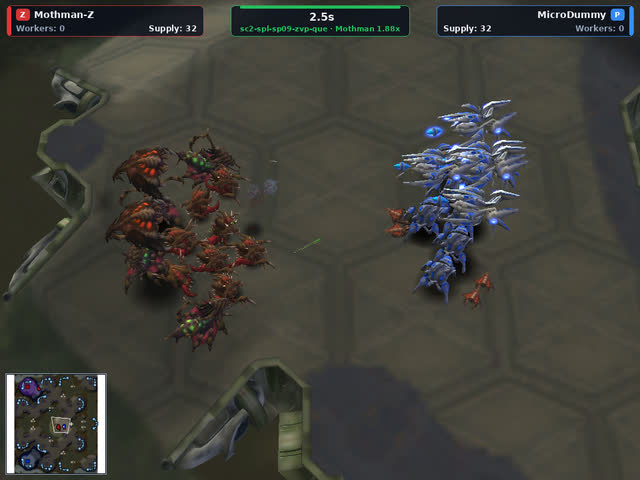 Z Mothman-Z
Workers: 0 Supply: 32
2.5s
sc2-spl-sp09-zvp-que · Mothman 1.88x
MicroDummy P
Supply: 32 Workers: 0